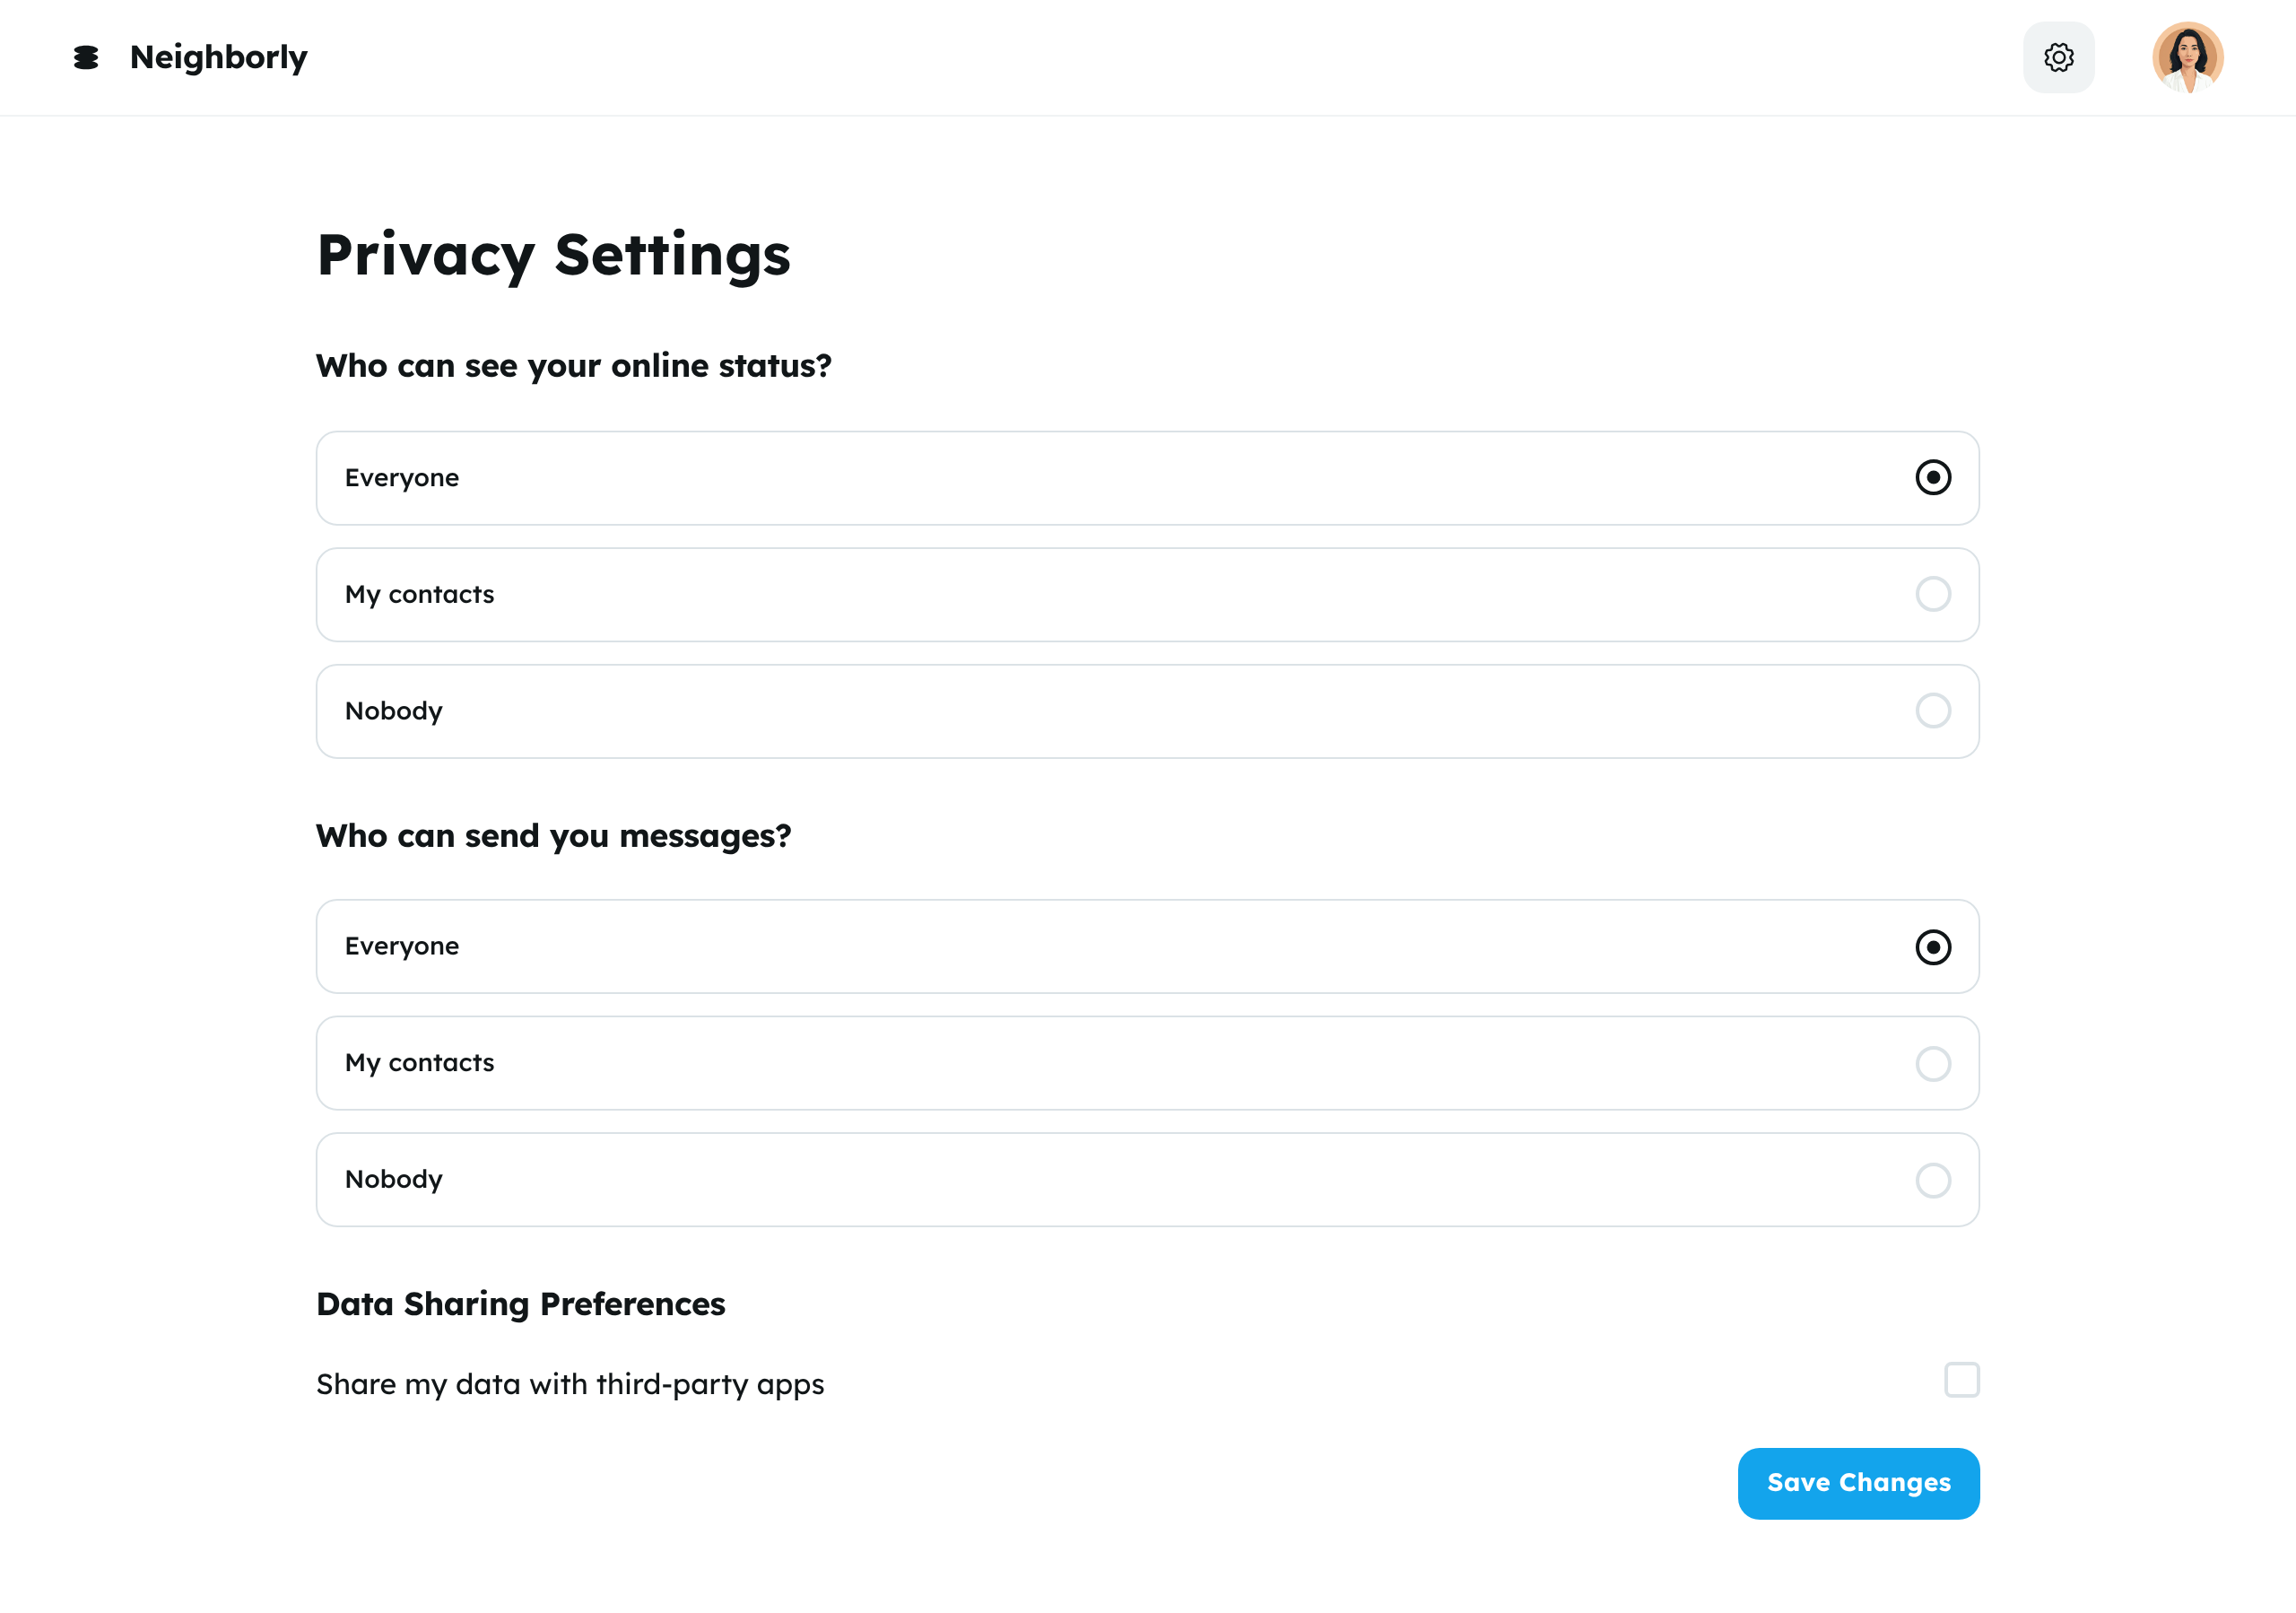 Neighborly
Privacy Settings
Who can see your online status?
Everyone
My contacts
Nobody
Who can send you messages?
Everyone
My contacts
Nobody
Data Sharing Preferences
Share my data with third-party apps
Save Changes